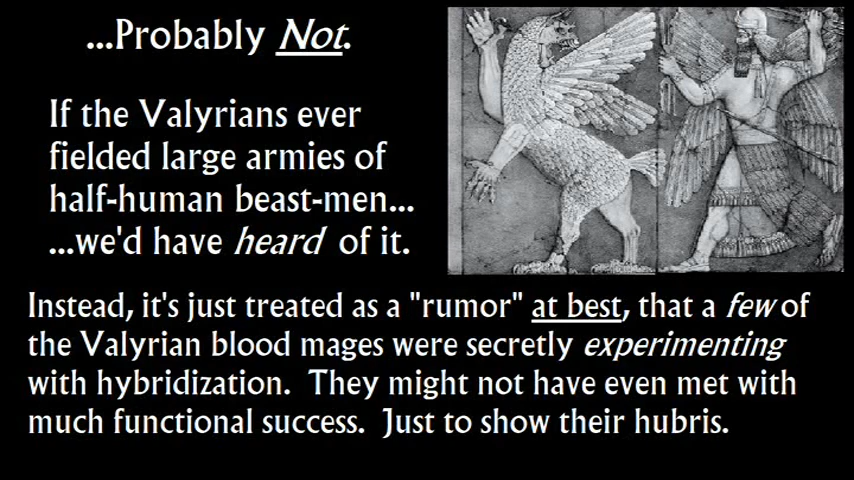 ...Probably Not.
If the Valyrians ever
fielded large armies of
half-human beast-men...
...we'd have heard of it.
Instead, it's just treated as a "rumor" at best, that a few of
the Valyrian blood mages were secretly experimenting
with hybridization. They might not have even met with
much functional success. Just to show their hubris.